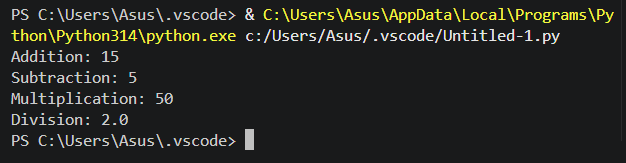 PS C:\Users\Asus\.vscode> & C:\Users\Asus\AppData\Local\Programs\Py
thon\Python314\python.exe c:/Users/Asus/.vscode/Untitled-1.py
Addition: 15
Subtraction: 5
Multiplication: 50
Division: 2.0
PS C:\Users\Asus\.vscode>